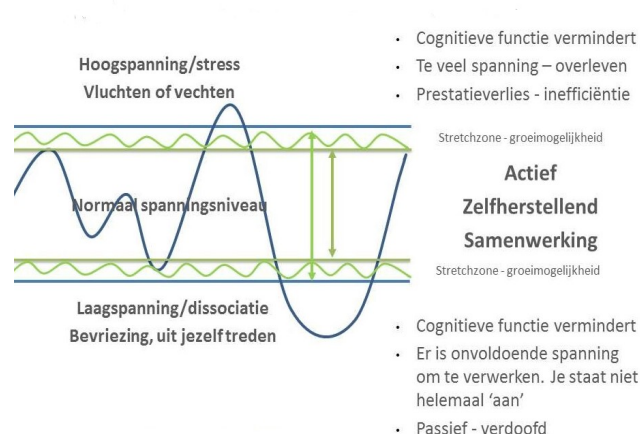 Hoogspanning/stress
Vluchten of vechten
Normaal spanningsniveau
Laagspanning/dissociatie
Bevriezing, uit jezelf treden
• Cognitieve functie vermindert
• Te veel spanning – overleven
• Prestatieverlies - inefficiëntie
Stretchzone - groeimogelijkheid
Actief
Zelfherstellend
Samenwerking
Stretchzone - groeimogelijkheid
• Cognitieve functie vermindert
• Er is onvoldoende spanning
om te verwerken. Je staat niet
helemaal ‘aan’
• Passief - verdoofd